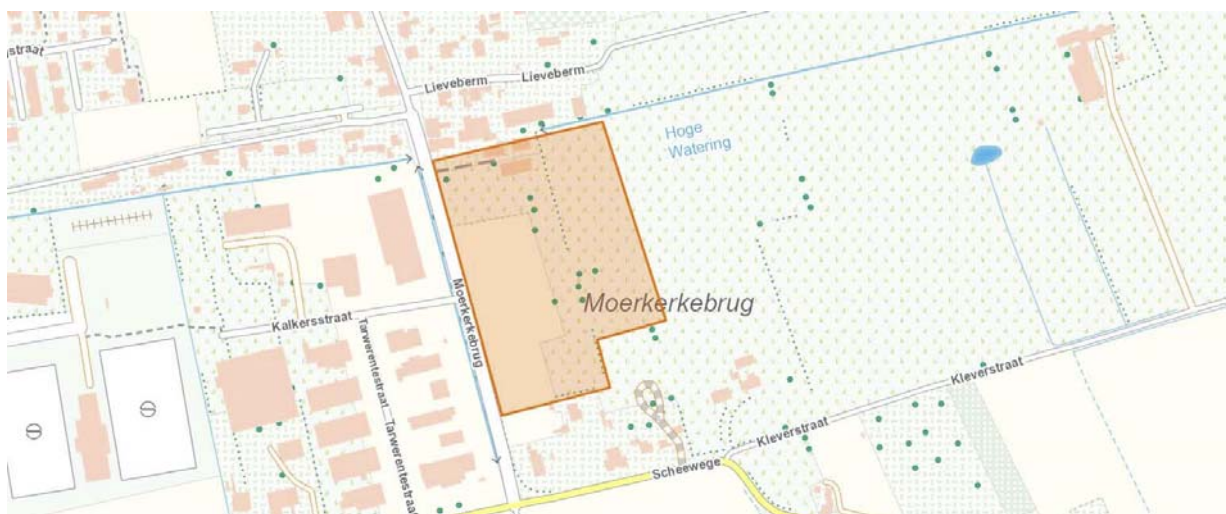 straat
Lieveberm Lieveberm
Hoge
Watering
Moerkerkebrug
Moerkerkebrug
Kalkersstraat
Tarwerentestraat
Tarwerentestraat
Kleverstraat
Kleverstraat
Scheewege